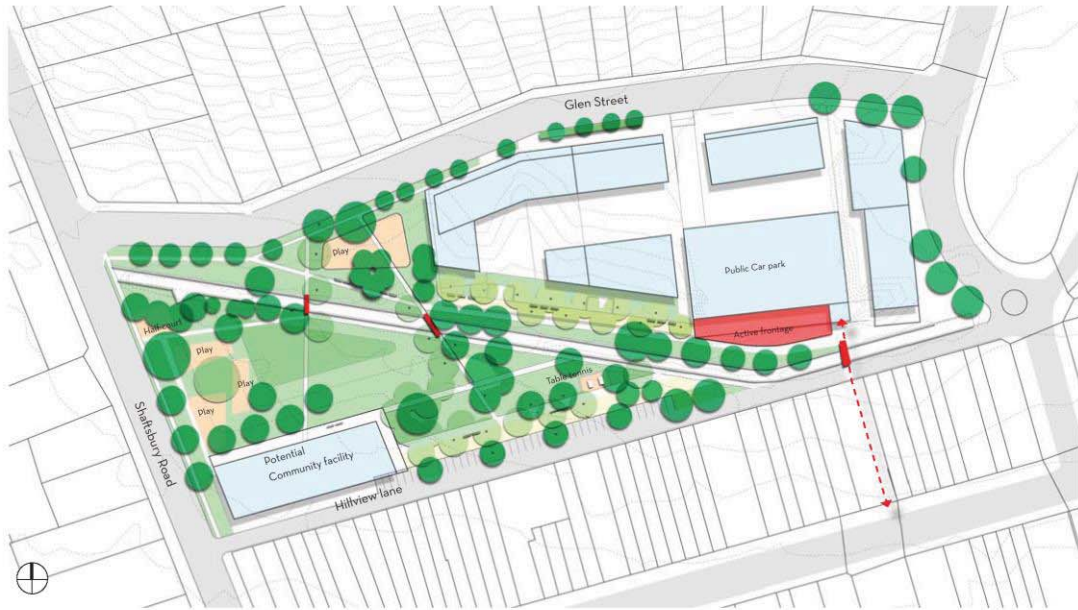 Glen Street
Play
Public Car park
Half court
Active frontage
Play
Play
Table tennis
Play
Shaftsbury Road
Potential
Community facility
Hillview lane